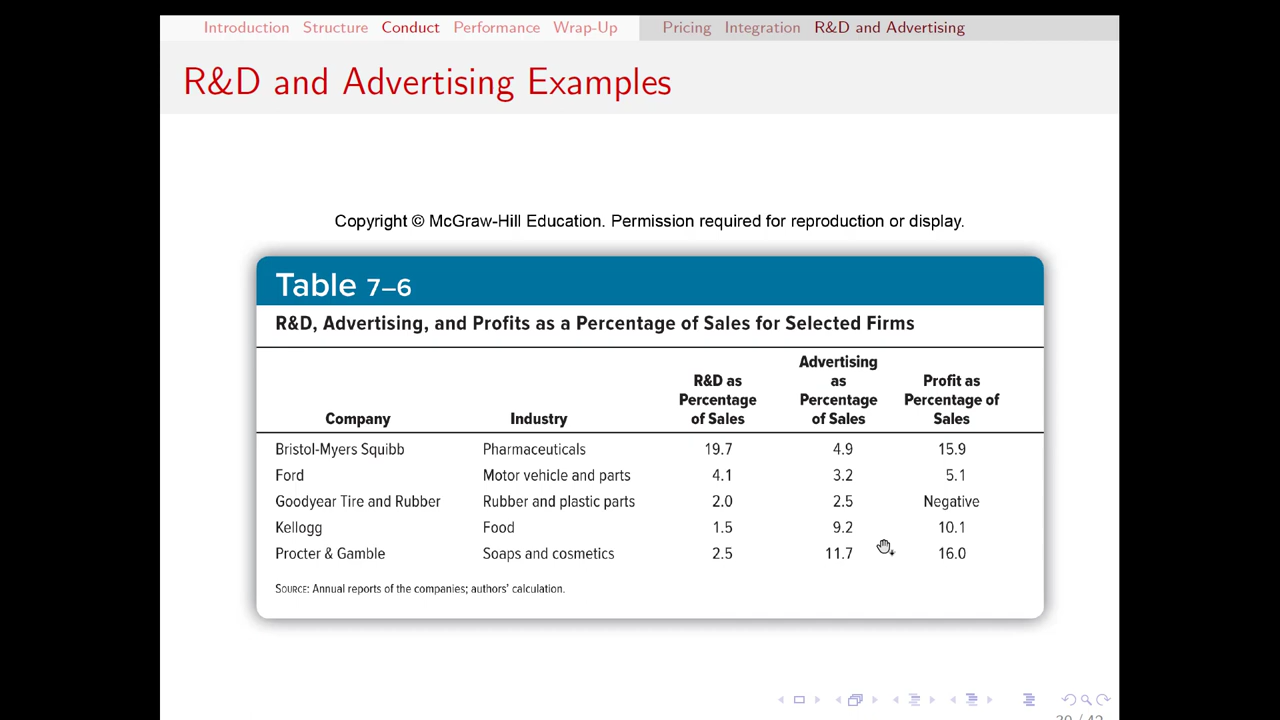 Introduction Structure Conduct Performance Wrap-Up Pricing Integration R&D and Advertising
R&D and Advertising Examples
Copyright © McGraw-Hill Education. Permission required for reproduction or display.
Table 7–6
R&D, Advertising, and Profits as a Percentage of Sales for Selected Firms
Company Industry R&D as Percentage of Sales Advertising as Percentage of Sales Profit as Percentage of Sales
Bristol-Myers Squibb Pharmaceuticals 19.7 4.9 15.9
Ford Motor vehicle and parts 4.1 3.2 5.1
Goodyear Tire and Rubber Rubber and plastic parts 2.0 2.5 Negative
Kellogg Food 1.5 9.2 10.1
Procter & Gamble Soaps and cosmetics 2.5 11.7 16.0
SOURCE: Annual reports of the companies; authors' calculation.